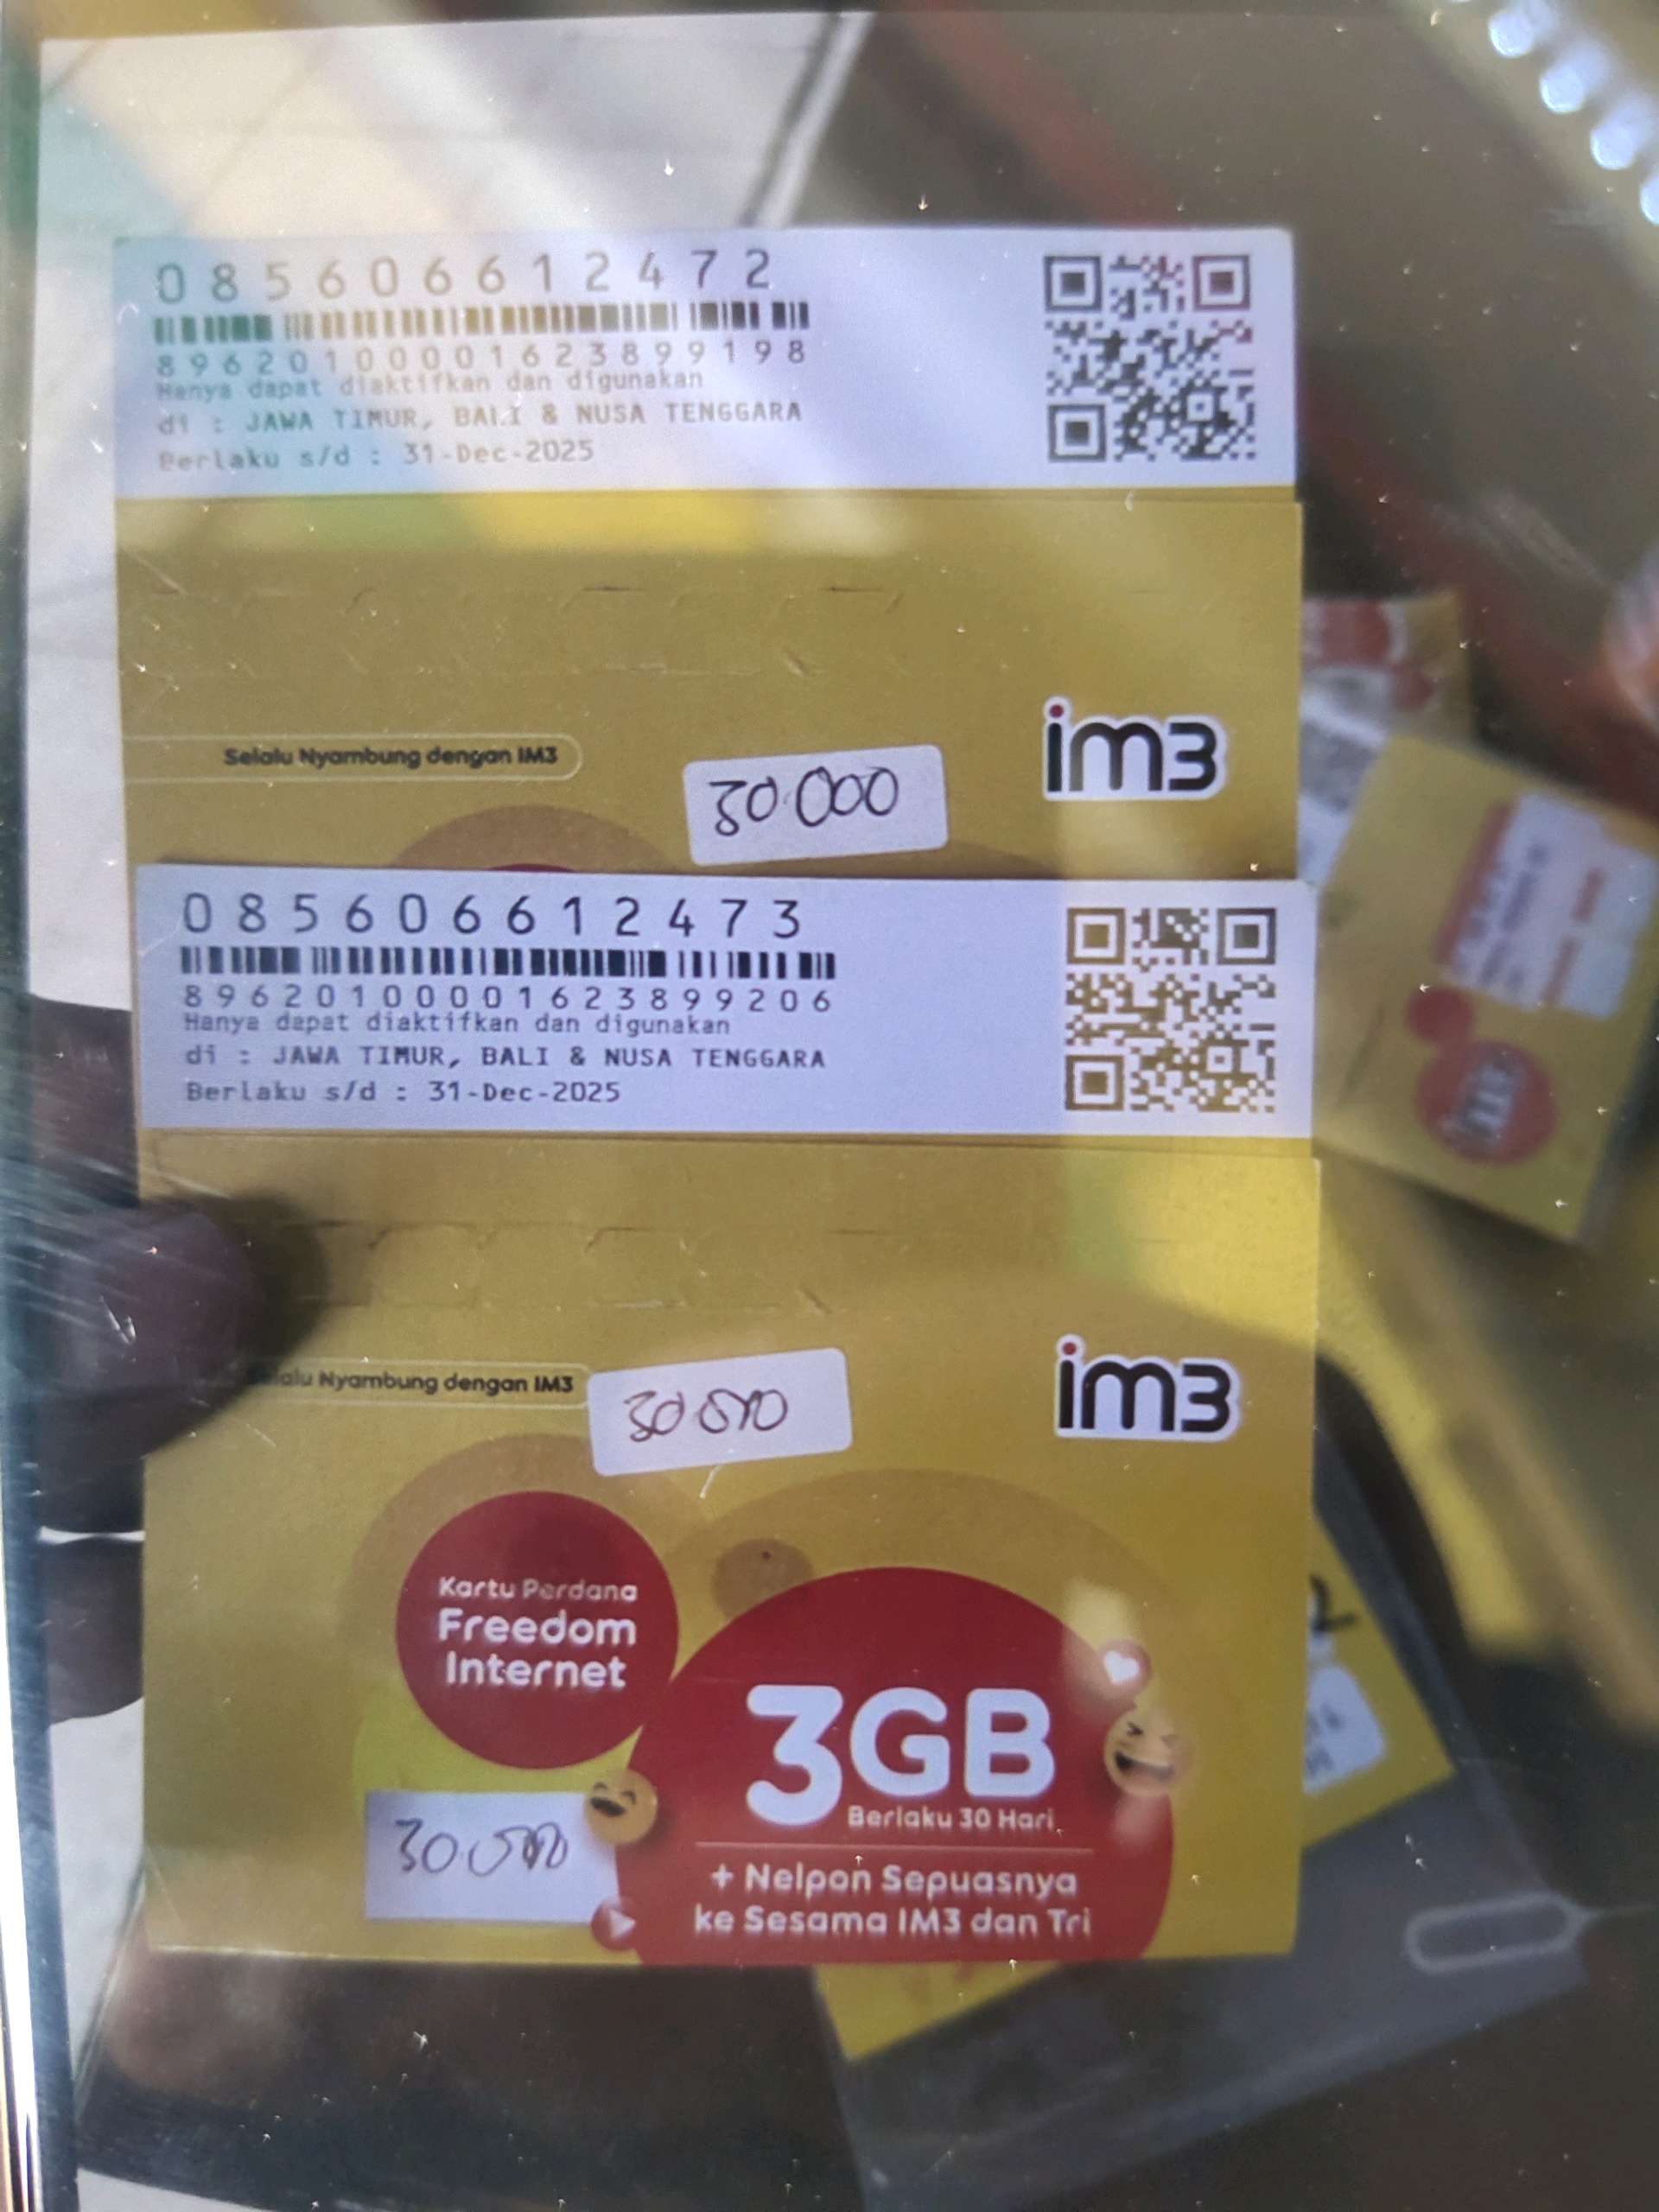 085606612472
89620100001623899198
Hanya dapat diaktifkan dan digunakan
di : JAWA TIMUR, BALI & NUSA TENGGARA
Berlaku s/d : 31-Dec-2025
Selalu Nyambung dengan IM3
30.000
im3
085606612473
89620100001623899206
Hanya dapat diaktifkan dan digunakan
di : JAWA TIMUR, BALI & NUSA TENGGARA
Berlaku s/d : 31-Dec-2025
alu Nyambung dengan IM3
30.000
im3
Kartu Perdana
Freedom
Internet
3GB
Berlaku 30 Hari
+ Nelpon Sepuasnya
ke Sesama IM3 dan Tri
30.000